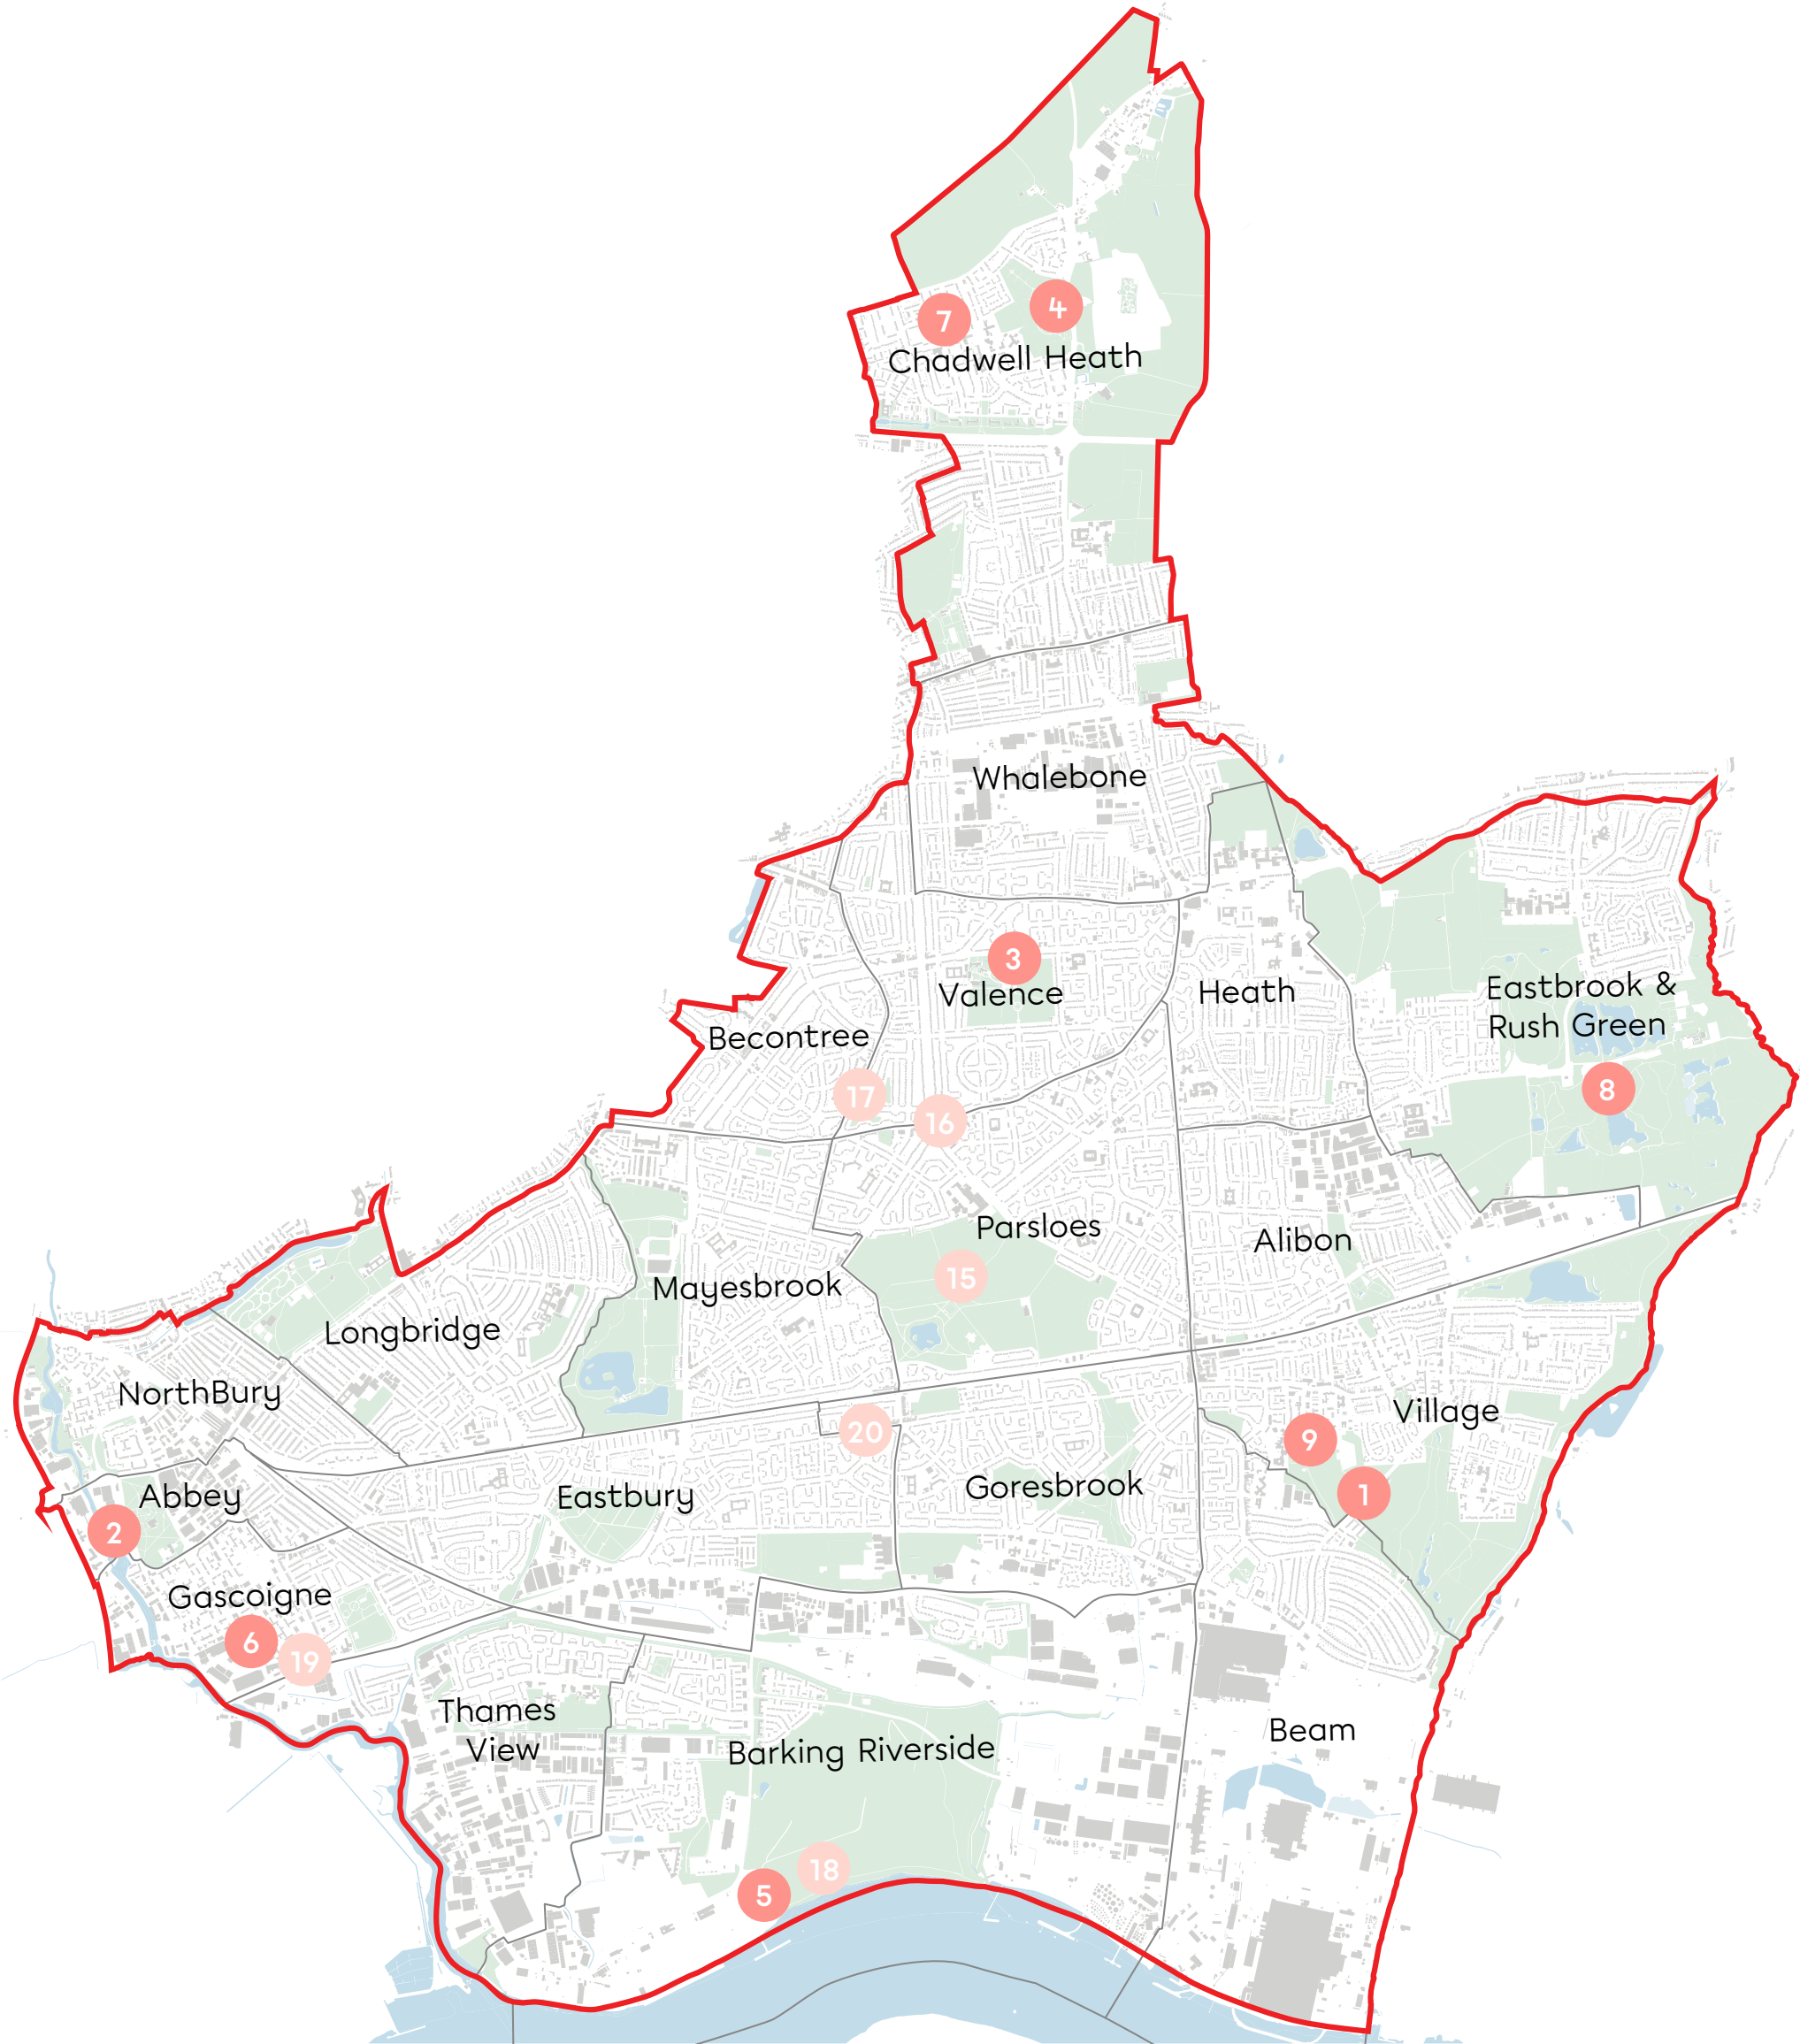 4
7
Chadwell Heath
Whalebone
3
Valence
Heath
Eastbrook &
Rush Green
Becontree
8
17
16
Parsloes
Alibon
15
Mayesbrook
Longbridge
NorthBury
Village
20
9
Goresbrook
1
Abbey
Eastbury
2
Gascoigne
6
19
Thames
View
Beam
Barking Riverside
18
5